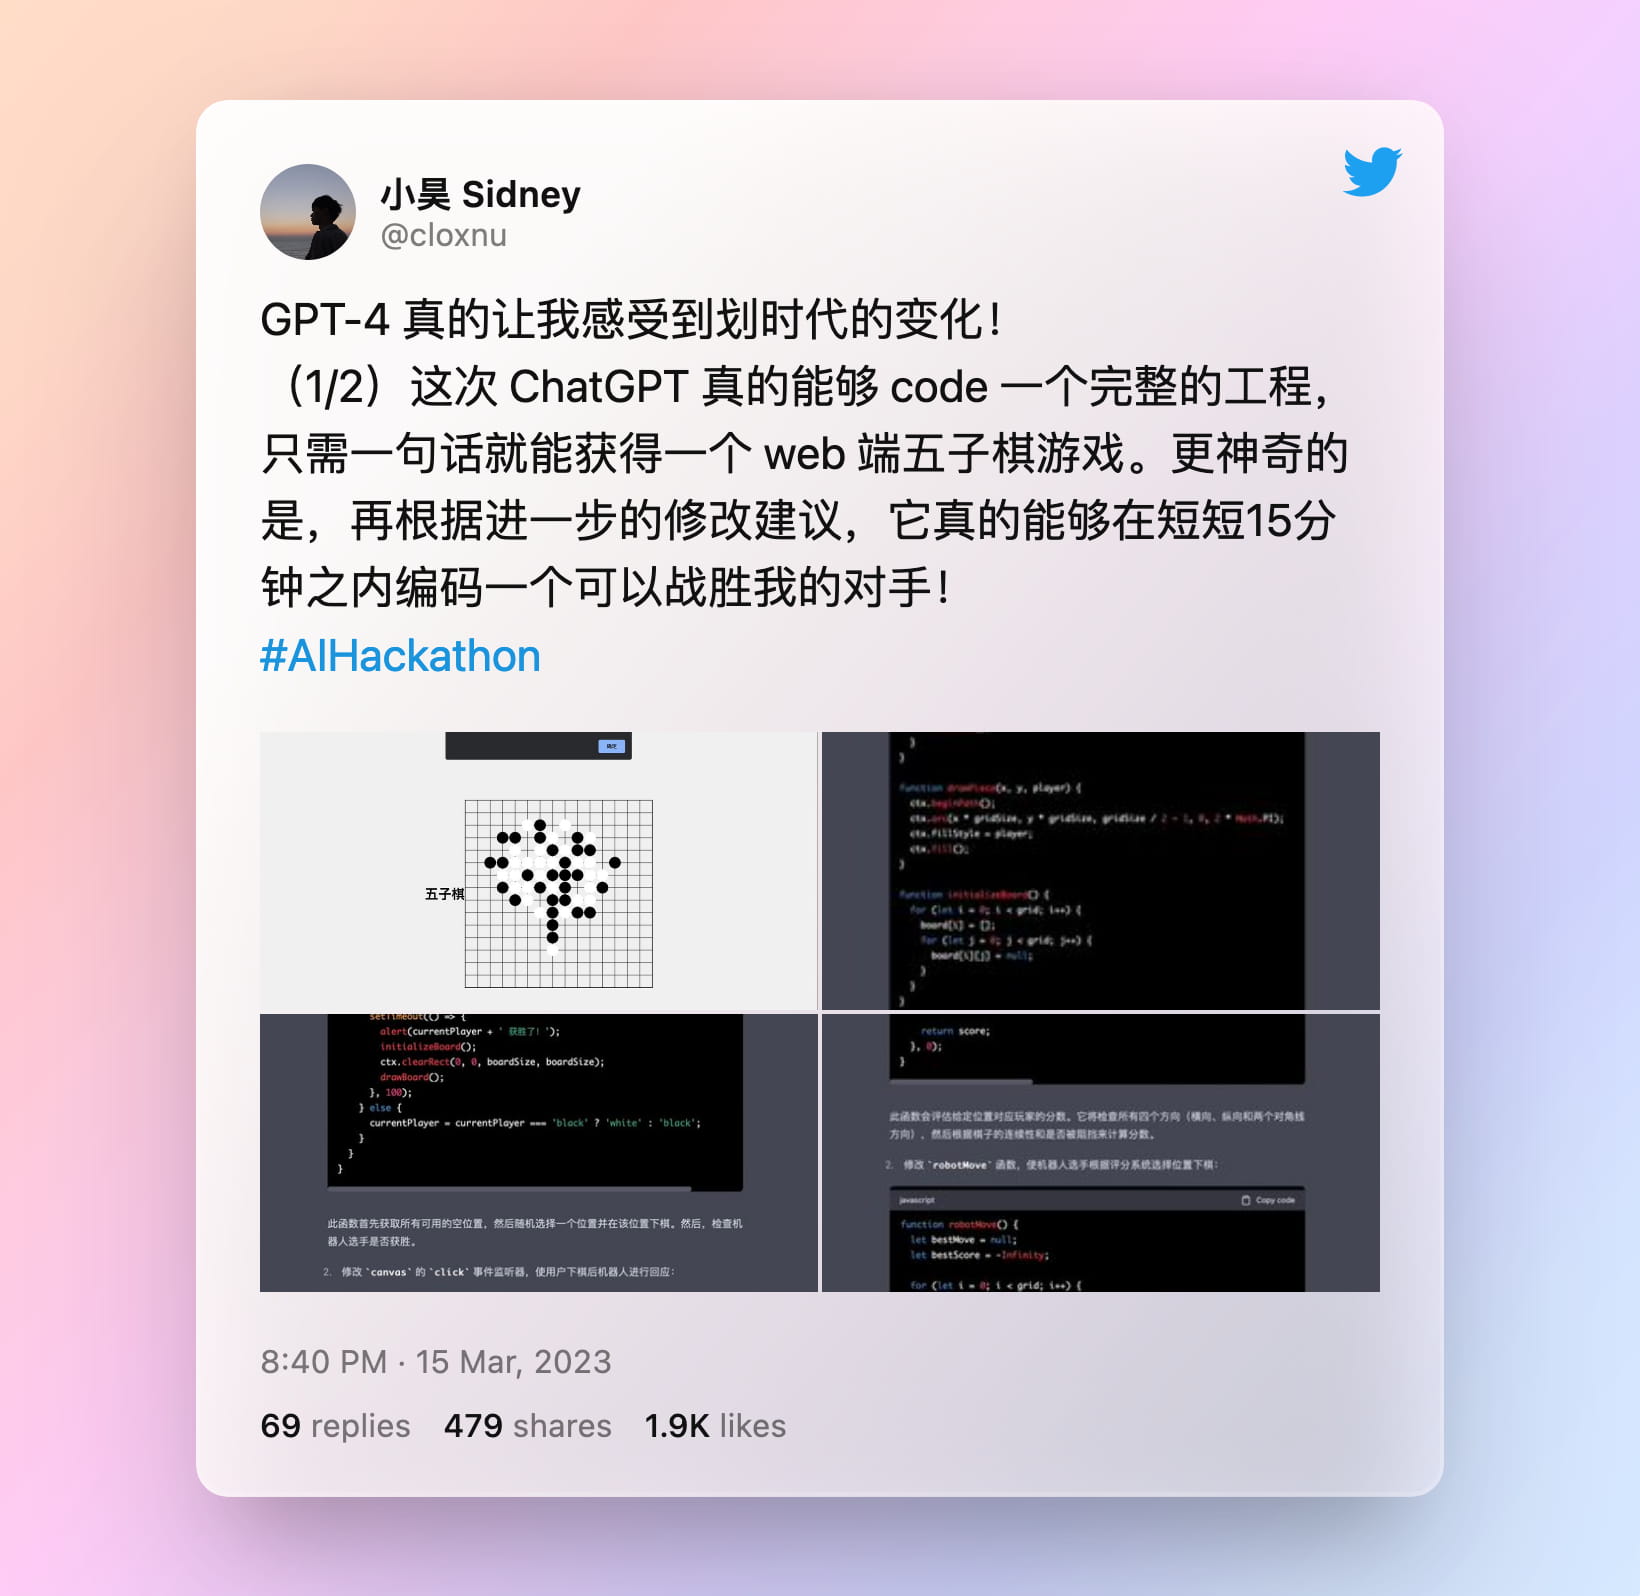 小昊 Sidney
@cloxnu
GPT-4 真的让我感受到划时代的变化！
（1/2）这次 ChatGPT 真的能够 code 一个完整的工程，
只需一句话就能获得一个 web 端五子棋游戏。更神奇的
是，再根据进一步的修改建议，它真的能够在短短15分
钟之内编码一个可以战胜我的对手！
#AIHackathon
确定
五子棋
}
}
function drawPiece(x, y, player) {
ctx.beginPath();
ctx.arc(x * gridSize, y * gridSize, gridSize / 2 - 1, 0, 2 * Math.PI);
ctx.fillStyle = player;
ctx.fill();
}
function initializeBoard() {
for (let i = 0; i < grid; i++) {
board[i] = [];
for (let j = 0; j < grid; j++) {
board[i][j] = null;
}
}
}
setTimeout(() => {
alert(currentPlayer + ' 获胜了! ');
initializeBoard();
ctx.clearRect(0, 0, boardSize, boardSize);
drawBoard();
}, 100);
} else {
currentPlayer = currentPlayer === 'black' ? 'white' : 'black';
}
}
}
此函数首先获取所有可用的空位置，然后随机选择一个位置并在该位置下棋。然后，检查机
器人选手是否获胜。
2. 修改 `canvas` 的 `click` 事件监听器，使用户下棋后机器人进行回应：
return score;
}, 0);
}
此函数会评估给定位置对应玩家的分数。它将检查所有四个方向（横向、纵向和两个对角线
方向），然后根据棋子的连续性和是否被阻挡来计算分数。
2. 修改 `robotMove` 函数，使机器人选手根据评分系统选择位置下棋：
javascript Copy code
function robotMove() {
let bestMove = null;
let bestScore = -Infinity;
for (let i = 0; i < grid; i++) {
8:40 PM · 15 Mar, 2023
69 replies 479 shares 1.9K likes